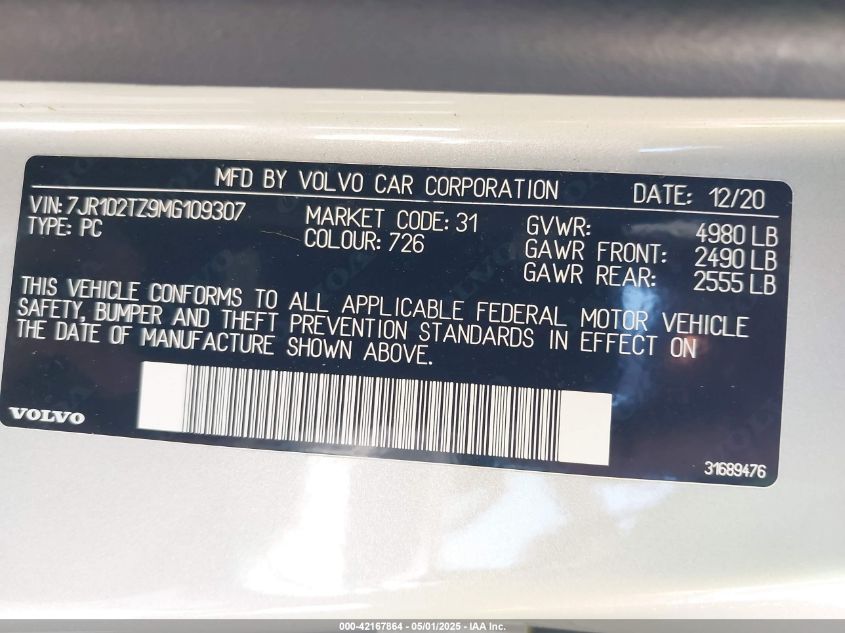 MFD BY VOLVO CAR CORPORATION DATE: 12/20
VIN: 7JR102TZ9MG109307 MARKET CODE: 31 GVWR: 4980 LB
TYPE: PC COLOUR: 726 GAWR FRONT: 2490 LB
GAWR REAR: 2555 LB
THIS VEHICLE CONFORMS TO ALL APPLICABLE FEDERAL MOTOR VEHICLE
SAFETY, BUMPER AND THEFT PREVENTION STANDARDS IN EFFECT ON
THE DATE OF MANUFACTURE SHOWN ABOVE.
VOLVO
31689476
000-42167864 - 05/01/2025 - IAA Inc.